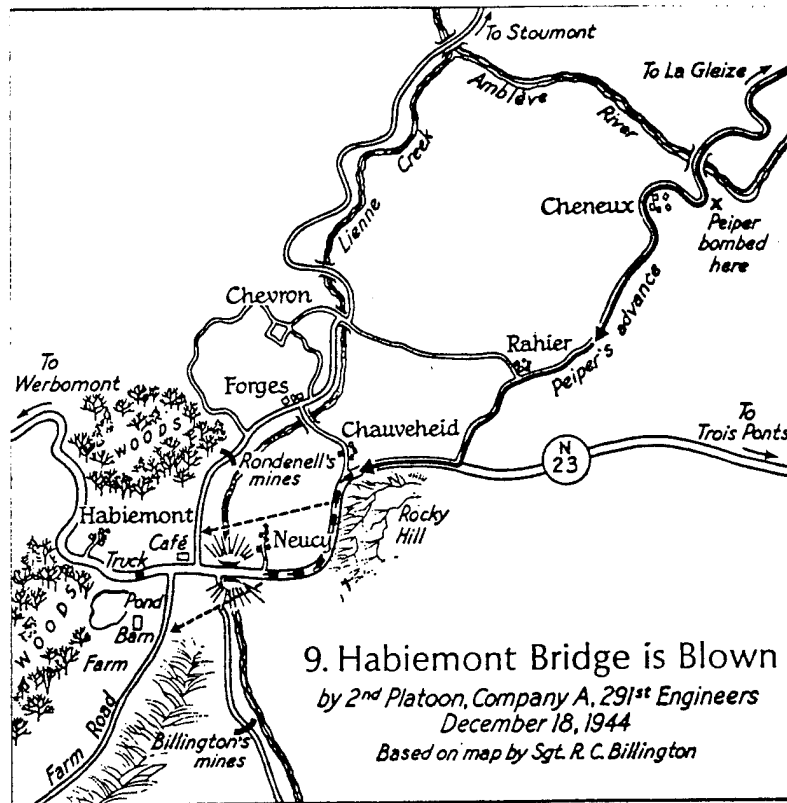 To Stoumont
To La Gleize
Amblève
River
Creek
Lienne
Cheneux
x
Peiper
bombed
here
Chevron
Peiper's advance
Rahier
To
Werbomont
Forges
WOODS
Chauveheid
To
Trois Ponts
N
23
Rondenell's
mines
Rocky
Hill
Habiemont
Café
Neucy
Truck
Pond
WOODS
Barn
Farm
9. Habiemont Bridge is Blown
by 2nd Platoon, Company A, 291st Engineers
December 18, 1944
Based on map by Sgt. R. C. Billington
Billington's
mines
Farm Road